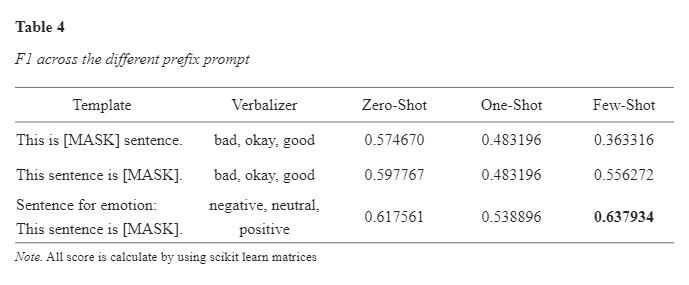 Table 4
F1 across the different prefix prompt
Template Verbalizer Zero-Shot One-Shot Few-Shot
This is [MASK] sentence. bad, okay, good 0.574670 0.483196 0.363316
This sentence is [MASK]. bad, okay, good 0.597767 0.483196 0.556272
Sentence for emotion: negative, neutral,
This sentence is [MASK]. positive 0.617561 0.538896 0.637934
Note. All score is calculate by using scikit learn matrices